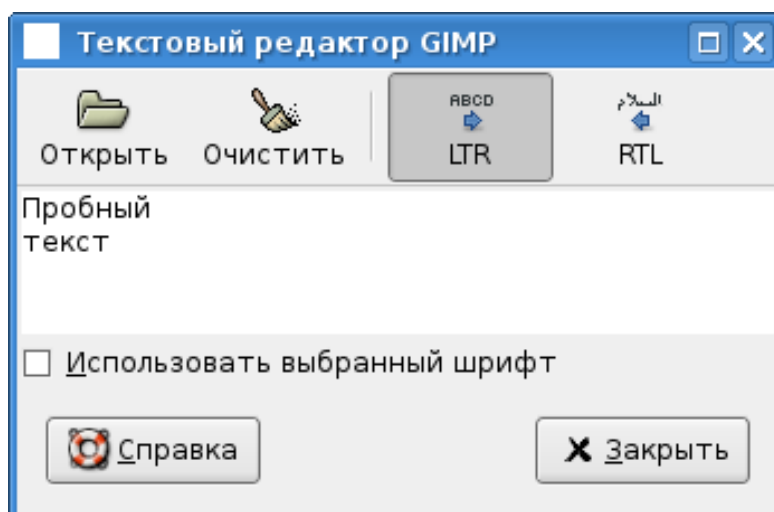 Текстовый редактор GIMP
ABCD السلام
Открыть Очистить LTR RTL
Пробный
текст
Использовать выбранный шрифт
Справка Закрыть